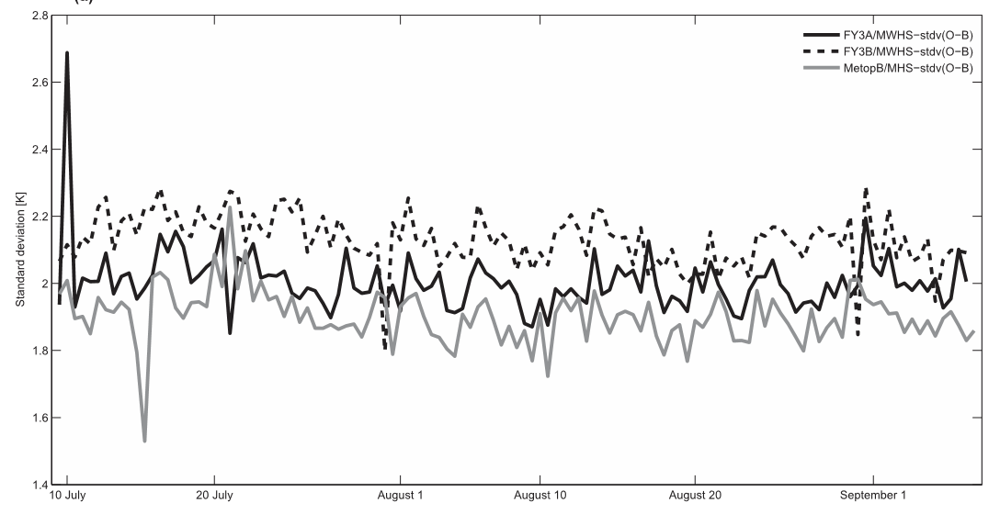 (a)
2.8
FY3A/MWHS−stdv(O−B)
FY3B/MWHS−stdv(O−B)
MetopB/MHS−stdv(O−B)
2.6
2.4
2.2
2
1.8
1.6
1.4
Standard deviation [K]
10 July 20 July August 1 August 10 August 20 September 1